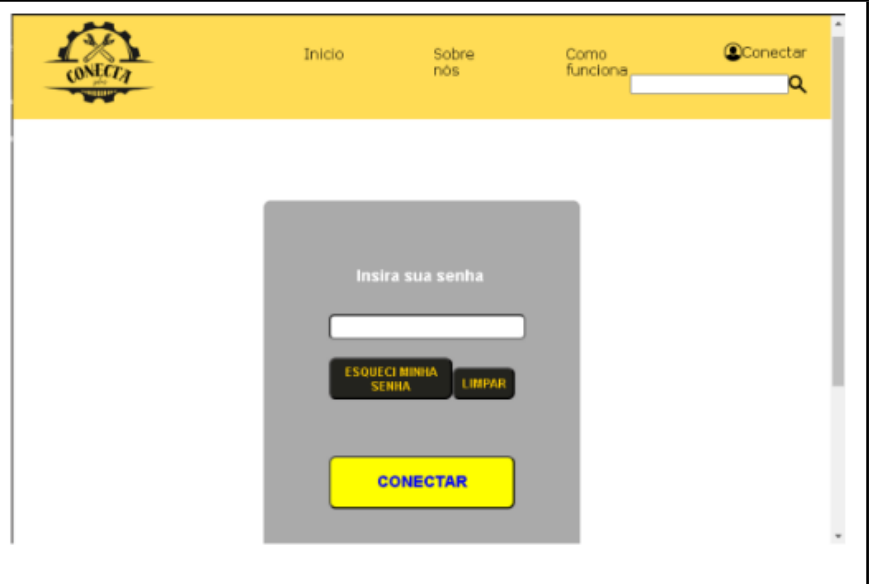 CONECTA
Inicio
Sobre
nós
Como
funciona
Conectar
Insira sua senha
ESQUECI MINHA
SENHA
LIMPAR
CONECTAR